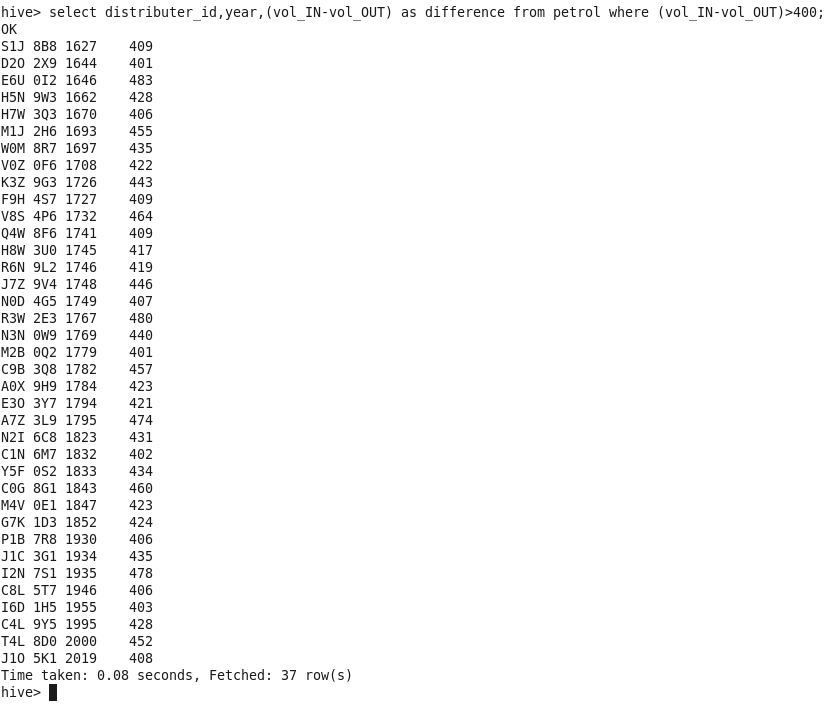 hive> select distributer_id,year,(vol_IN-vol_OUT) as difference from petrol where (vol_IN-vol_OUT)>400;
OK
S1J 8B8 1627    409
D2O 2X9 1644    401
E6U 0I2 1646    483
H5N 9W3 1662    428
H7W 3Q3 1670    406
M1J 2H6 1693    455
W0M 8R7 1697    435
V0Z 0F6 1708    422
K3Z 9G3 1726    443
F9H 4S7 1727    409
V8S 4P6 1732    464
Q4W 8F6 1741    409
H8W 3U0 1745    417
R6N 9L2 1746    419
J7Z 9V4 1748    446
N0D 4G5 1749    407
R3W 2E3 1767    480
N3N 0W9 1769    440
M2B 0Q2 1779    401
C9B 3Q8 1782    457
A0X 9H9 1784    423
E3O 3Y7 1794    421
A7Z 3L9 1795    474
N2I 6C8 1823    431
C1N 6M7 1832    402
Y5F 0S2 1833    434
C0G 8G1 1843    460
M4V 0E1 1847    423
G7K 1D3 1852    424
P1B 7R8 1930    406
J1C 3G1 1934    435
I2N 7S1 1935    478
C8L 5T7 1946    406
I6D 1H5 1955    403
C4L 9Y5 1995    428
T4L 8D0 2000    452
J1O 5K1 2019    408
Time taken: 0.08 seconds, Fetched: 37 row(s)
hive>